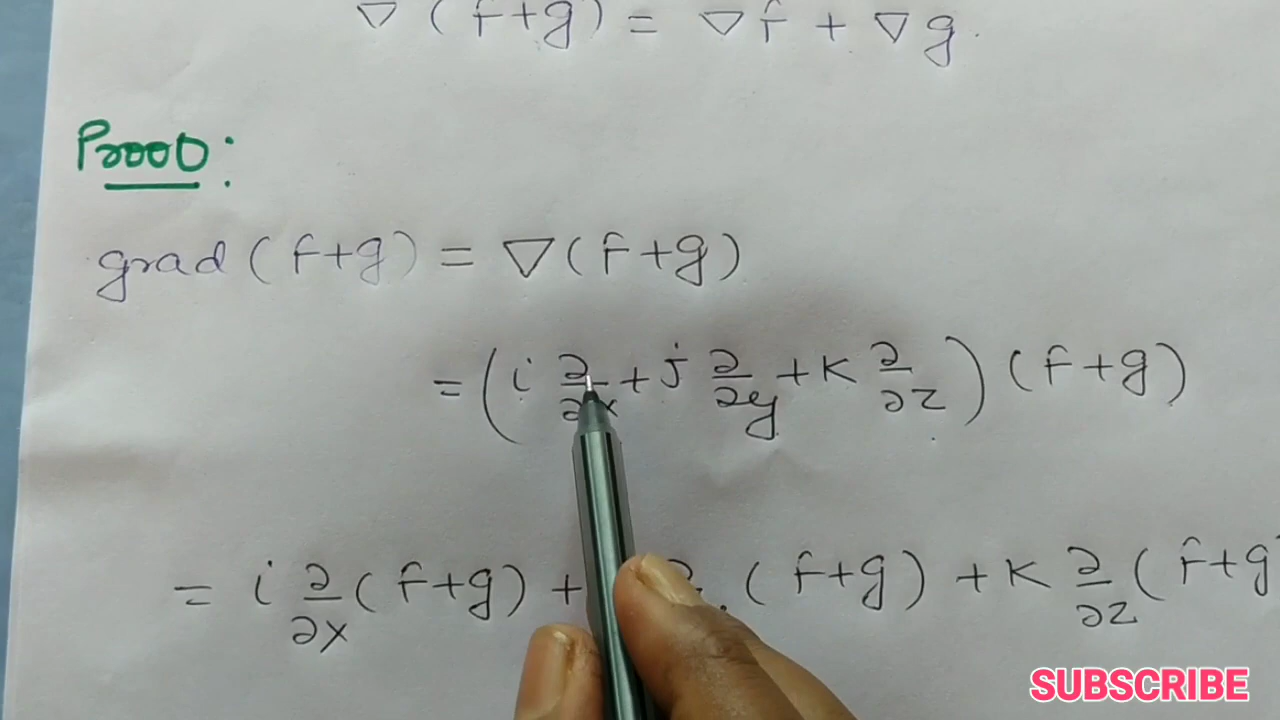 ∇ (f+g) = ∇f + ∇g.
Proof:
grad (f+g) = ∇(f+g)
= (i ∂/∂x + j ∂/∂y + k ∂/∂z) (f+g)
= i ∂/∂x (f+g) + (f+g) + k ∂/∂z (f+g
SUBSCRIBE